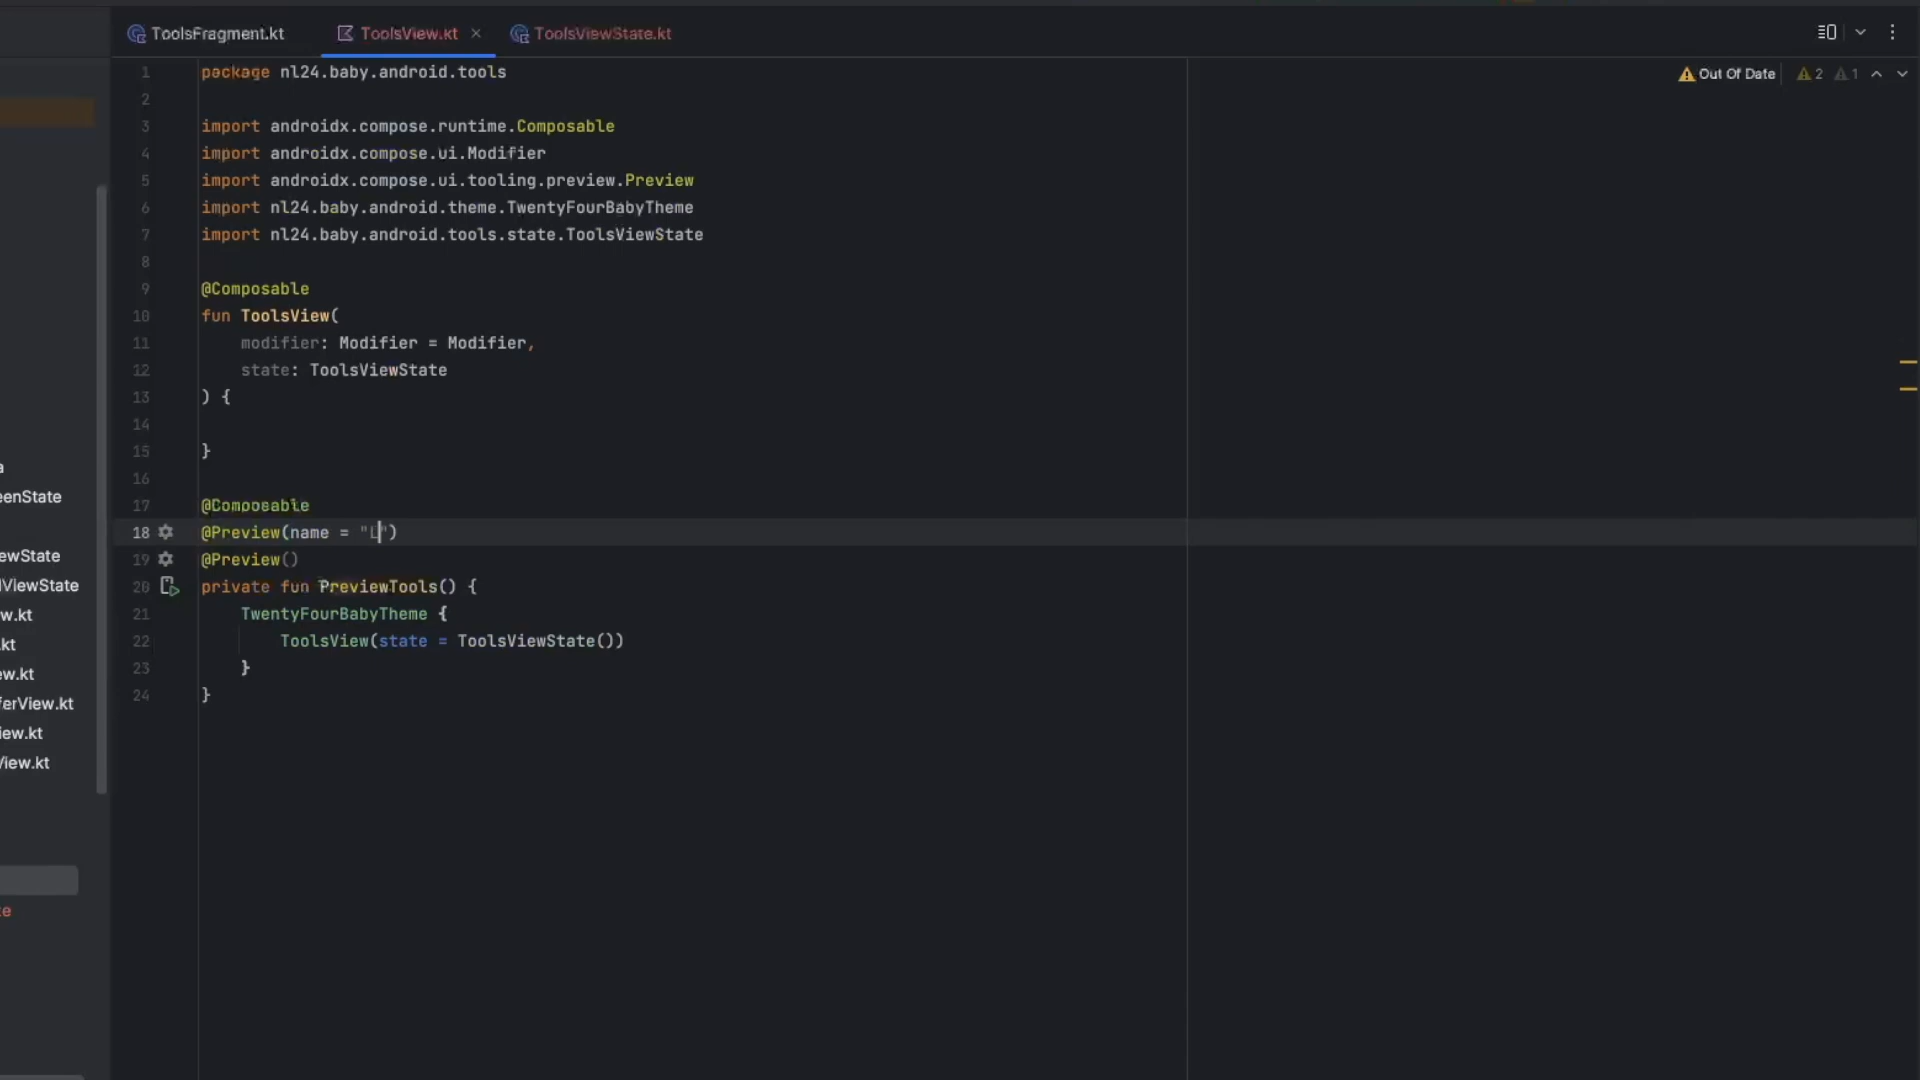 ToolsFragment.kt ToolsView.kt ToolsViewState.kt
Out Of Date 2 1
1 package nl24.baby.android.tools
2
3 import androidx.compose.runtime.Composable
4 import androidx.compose.ui.Modifier
5 import androidx.compose.ui.tooling.preview.Preview
6 import nl24.baby.android.theme.TwentyFourBabyTheme
7 import nl24.baby.android.tools.state.ToolsViewState
8
9 @Composable
10 fun ToolsView(
11     modifier: Modifier = Modifier,
12     state: ToolsViewState
13 ) {
14
15 }
16
17 @Composable
18 @Preview(name = "L")
19 @Preview()
20 private fun PreviewTools() {
21     TwentyFourBabyTheme {
22         ToolsView(state = ToolsViewState())
23     }
24 }
a
eenState
ewState
lViewState
w.kt
.kt
ew.kt
ferView.kt
iew.kt
View.kt
te